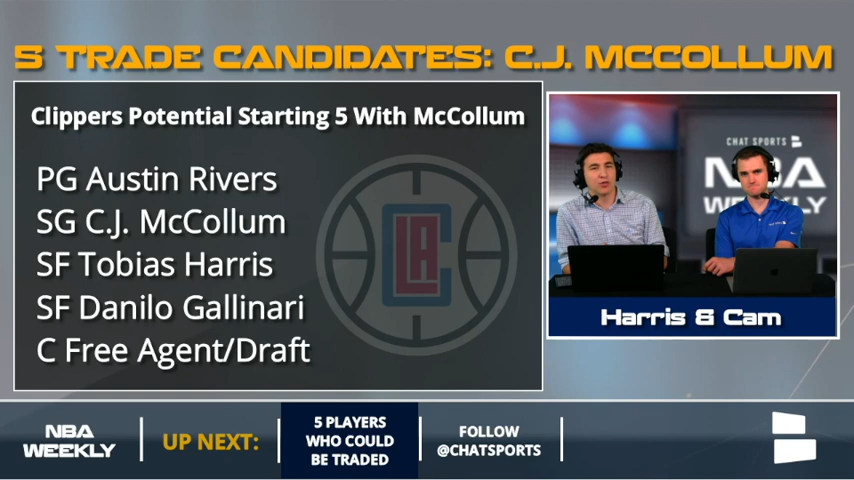 5 TRADE CANDIDATES: C.J. MCCOLLUM
Clippers Potential Starting 5 With McCollum
PG Austin Rivers
SG C.J. McCollum
SF Tobias Harris
SF Danilo Gallinari
C Free Agent/Draft
LA
CHAT SPORTS
NBA
WEEKLY
Harris & Cam
NBA
WEEKLY
UP NEXT:
5 PLAYERS
WHO COULD
BE TRADED
FOLLOW
@CHATSPORTS